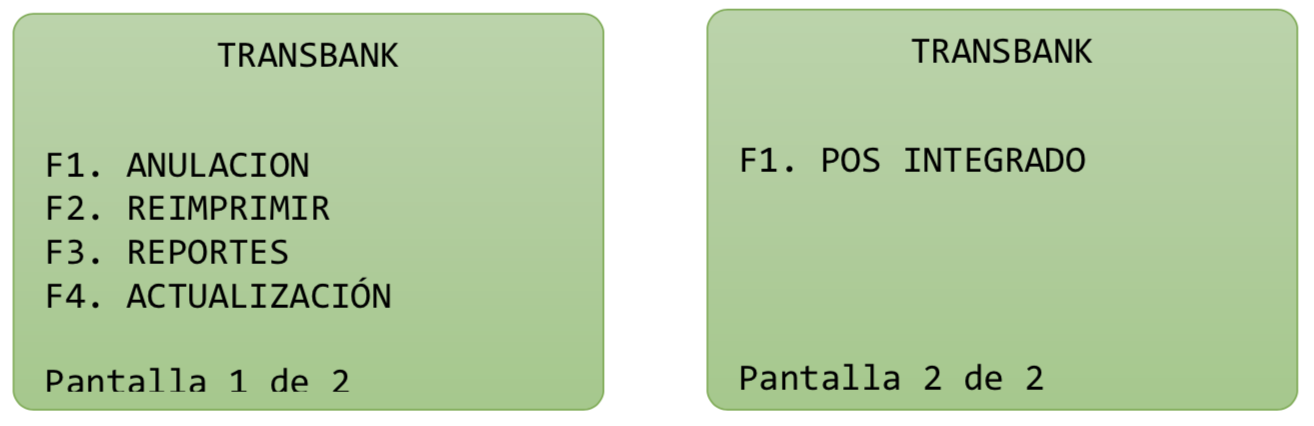 TRANSBANK
F1. ANULACION
F2. REIMPRIMIR
F3. REPORTES
F4. ACTUALIZACIÓN
Pantalla 1 de 2
TRANSBANK
F1. POS INTEGRADO
Pantalla 2 de 2